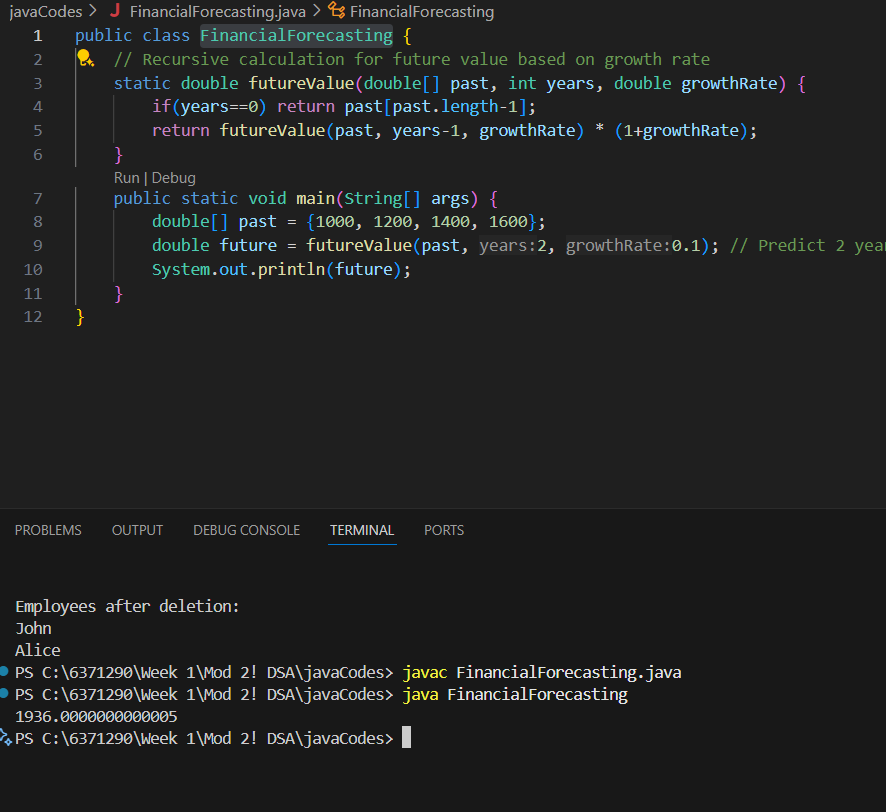 javaCodes > J FinancialForecasting.java > FinancialForecasting
1 public class FinancialForecasting {
2 // Recursive calculation for future value based on growth rate
3 static double futureValue(double[] past, int years, double growthRate) {
4 if(years==0) return past[past.length-1];
5 return futureValue(past, years-1, growthRate) * (1+growthRate);
6 }
Run | Debug
7 public static void main(String[] args) {
8 double[] past = {1000, 1200, 1400, 1600};
9 double future = futureValue(past, years:2, growthRate:0.1); // Predict 2 year
10 System.out.println(future);
11 }
12 }
PROBLEMS OUTPUT DEBUG CONSOLE TERMINAL PORTS
Employees after deletion:
John
Alice
PS C:\6371290\Week 1\Mod 2! DSA\javaCodes> javac FinancialForecasting.java
PS C:\6371290\Week 1\Mod 2! DSA\javaCodes> java FinancialForecasting
1936.0000000000005
PS C:\6371290\Week 1\Mod 2! DSA\javaCodes>